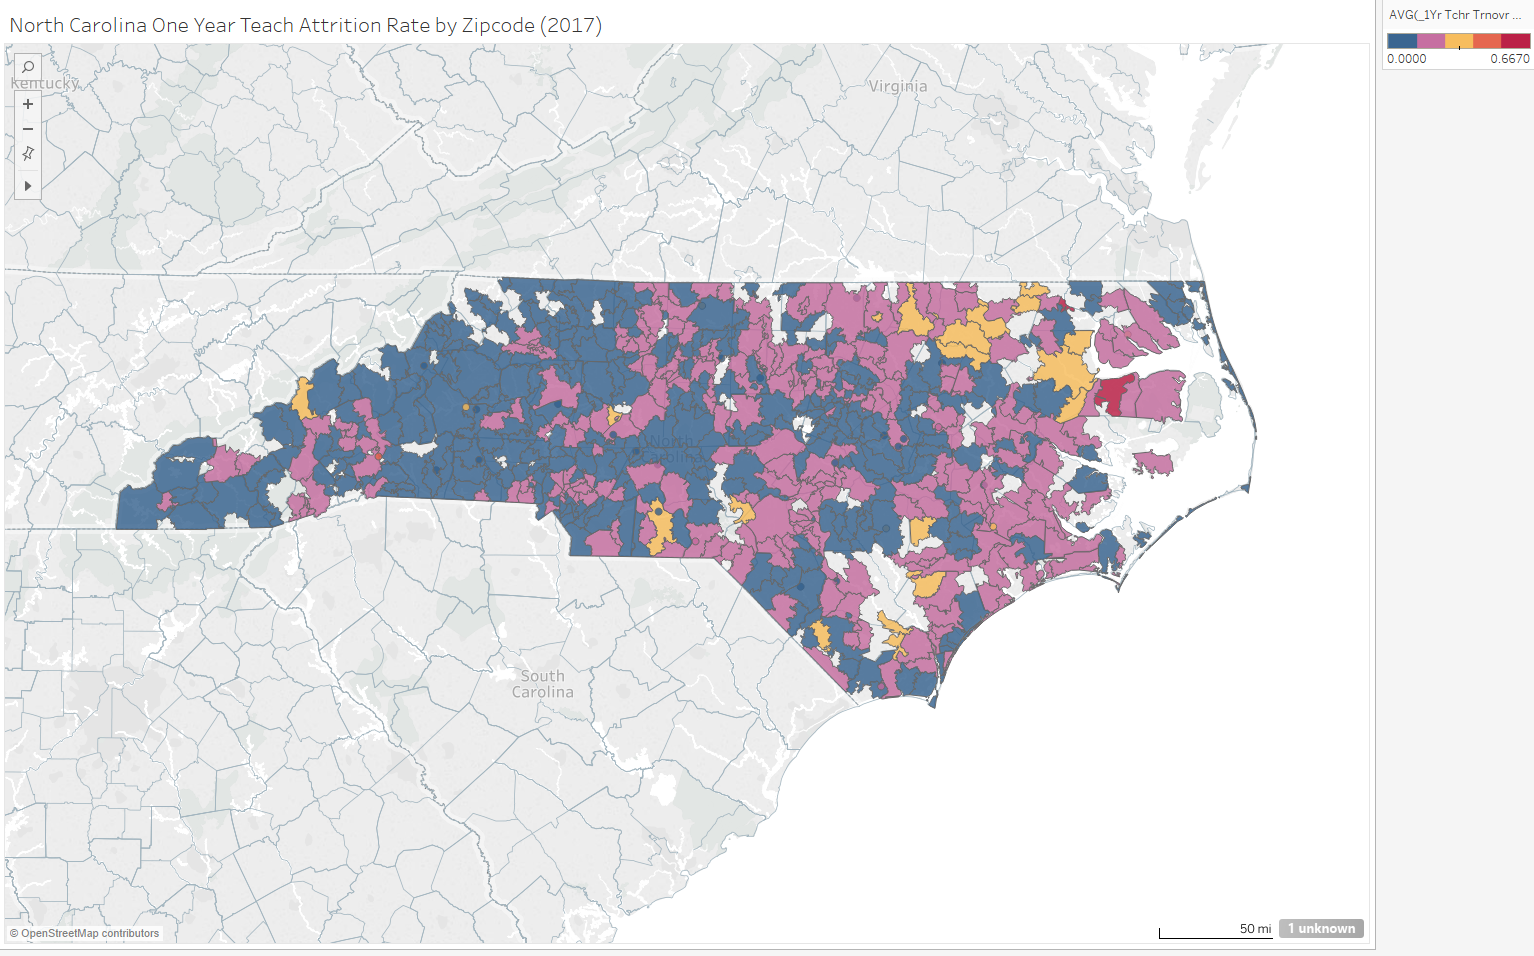 North Carolina One Year Teach Attrition Rate by Zipcode (2017)
AVG(_1Yr Tchr Trnovr ...
0.0000 0.6670
Kentucky
Virginia
North
Carolina
South
Carolina
© OpenStreetMap contributors
50 mi
1 unknown